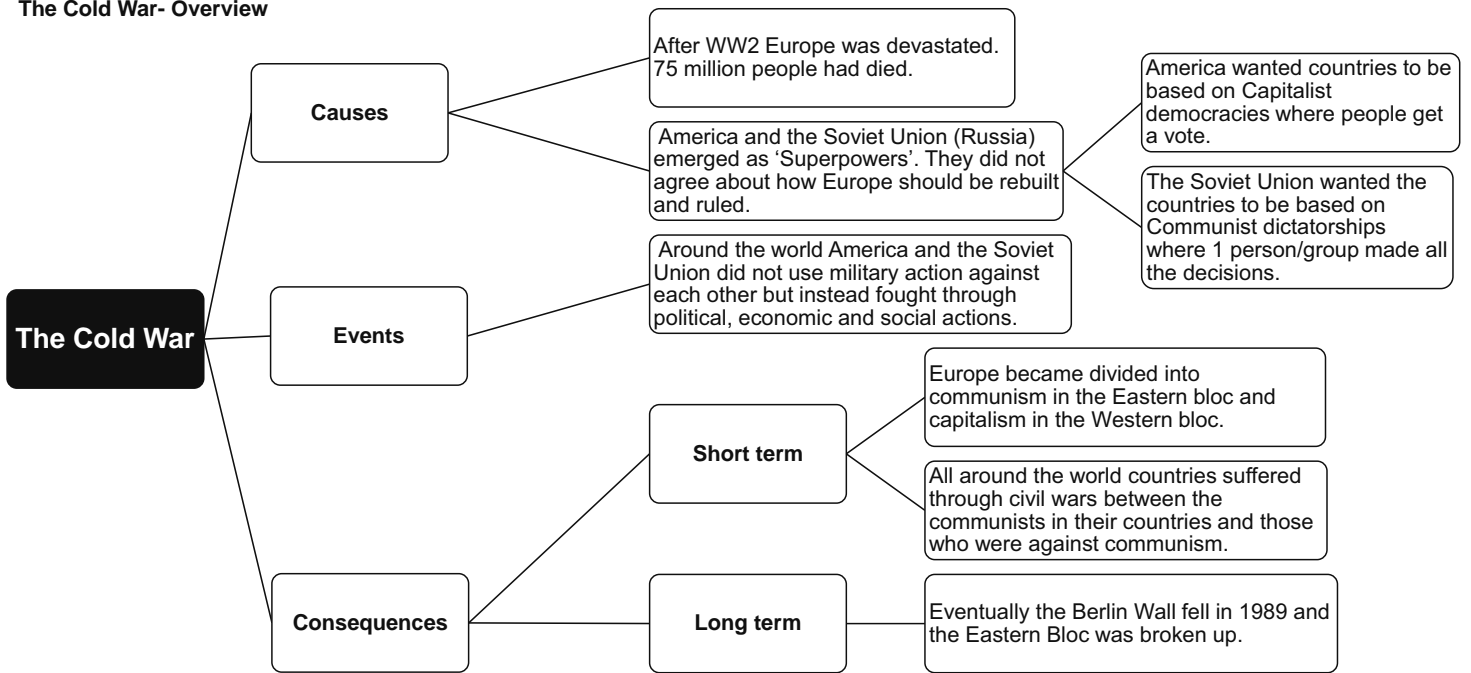 The Cold War- Overview
The Cold War
Causes
After WW2 Europe was devastated.
75 million people had died.
America and the Soviet Union (Russia)
emerged as ‘Superpowers’. They did not
agree about how Europe should be rebuilt
and ruled.
America wanted countries to be
based on Capitalist
democracies where people get
a vote.
The Soviet Union wanted the
countries to be based on
Communist dictatorships
where 1 person/group made all
the decisions.
Events
Around the world America and the Soviet
Union did not use military action against
each other but instead fought through
political, economic and social actions.
Consequences
Short term
Europe became divided into
communism in the Eastern bloc and
capitalism in the Western bloc.
All around the world countries suffered
through civil wars between the
communists in their countries and those
who were against communism.
Long term
Eventually the Berlin Wall fell in 1989 and
the Eastern Bloc was broken up.